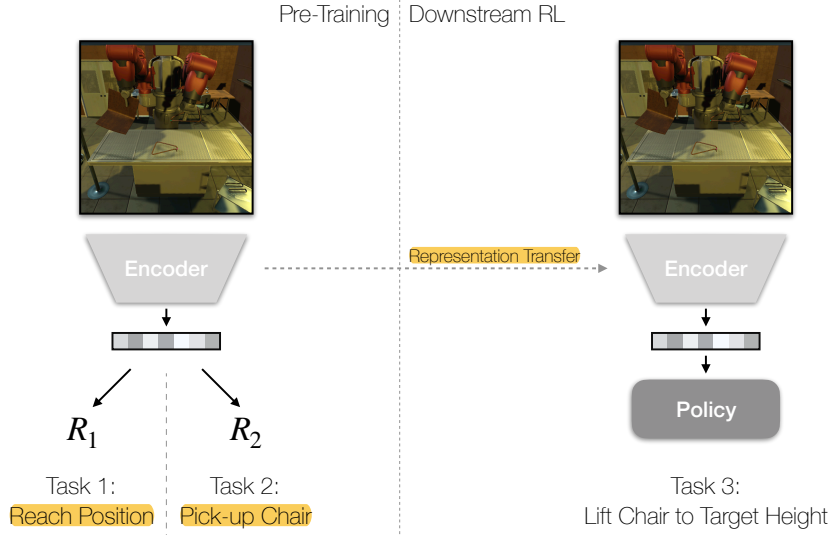 Pre-Training
Downstream RL
Encoder
Representation Transfer
Encoder
R1
R2
Policy
Task 1:
Reach Position
Task 2:
Pick-up Chair
Task 3:
Lift Chair to Target Height